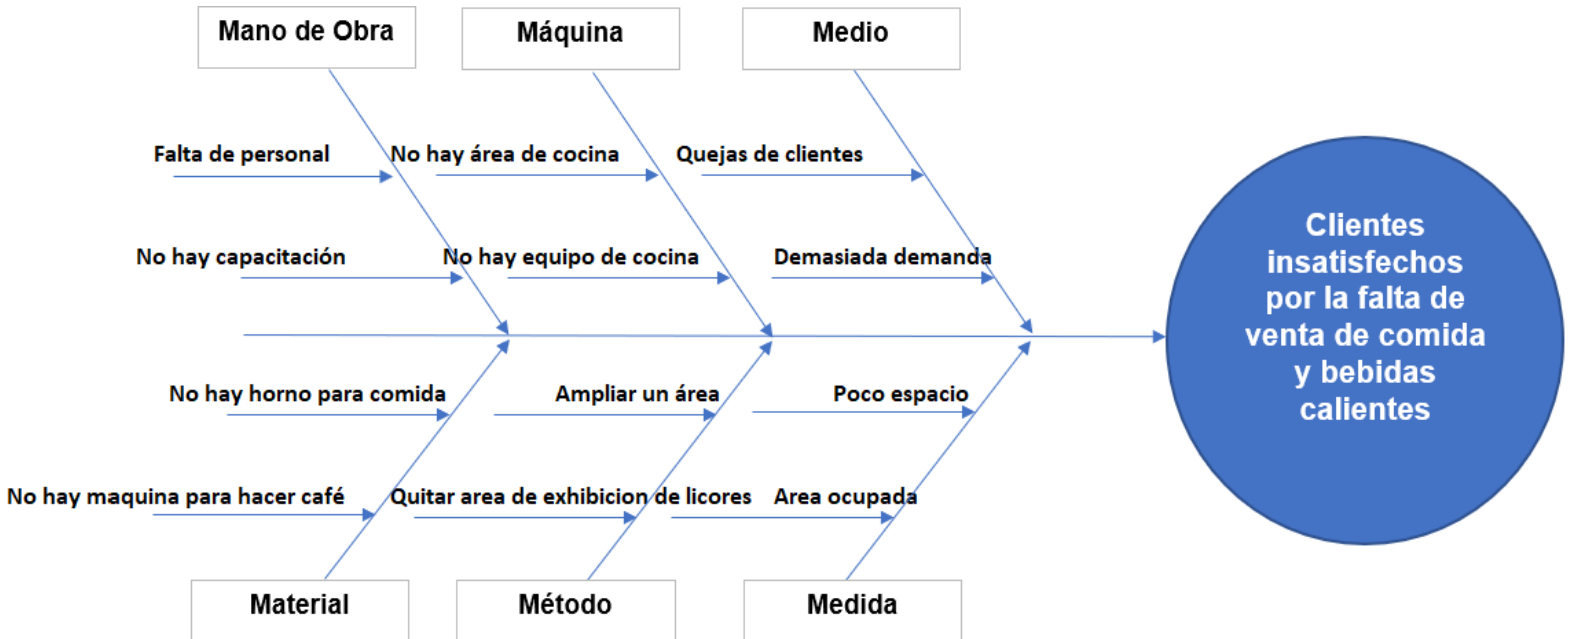 Mano de Obra
Máquina
Medio
Falta de personal
No hay área de cocina
Quejas de clientes
No hay capacitación
No hay equipo de cocina
Demasiada demanda
Clientes
insatisfechos
por la falta de
venta de comida
y bebidas
calientes
No hay horno para comida
Ampliar un área
Poco espacio
No hay maquina para hacer café
Quitar area de exhibicion de licores
Area ocupada
Material
Método
Medida